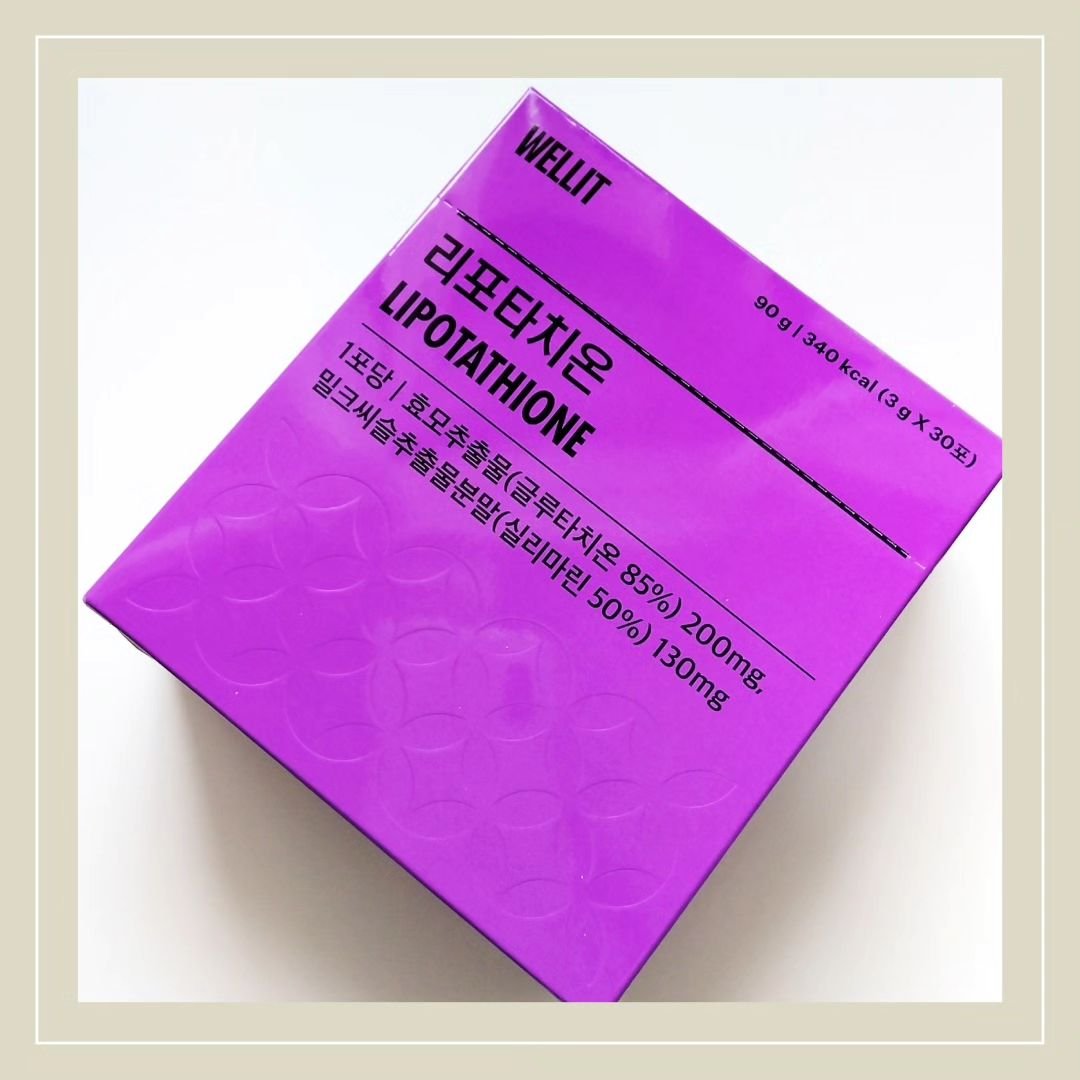 WELLIT
90 g | 340 kcal (3 g X 30포)
리포타치온
LIPOTATHIONE
1포당 | 효모추출물(글루타치온 85%) 200mg,
밀크씨슬추출물분말(실리마린 50%) 130mg